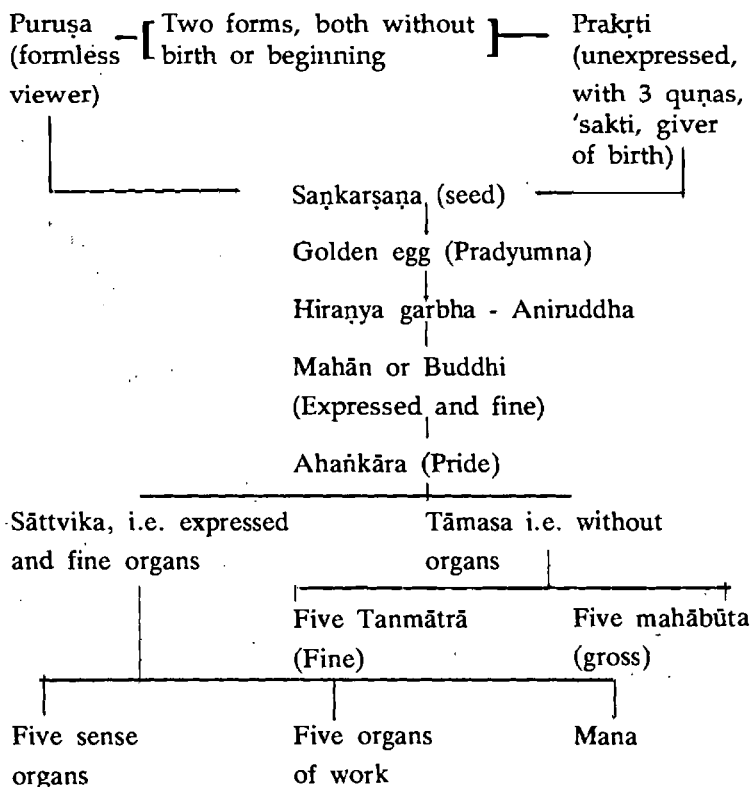 Puruṣa
(formless
viewer)
[ Two forms, both without
birth or beginning ]
Prakṛti
(unexpressed,
with 3 quṇas,
'sakti, giver
of birth)
Saṇkarṣaṇa (seed)
Golden egg (Pradyumna)
Hiraṇya garbha - Aniruddha
Mahān or Buddhi
(Expressed and fine)
Ahaṅkāra (Pride)
Sāttvika, i.e. expressed
and fine organs
Tāmasa i.e. without
organs
Five Tanmātrā
(Fine)
Five mahābūta
(gross)
Five sense
organs
Five organs
of work
Mana